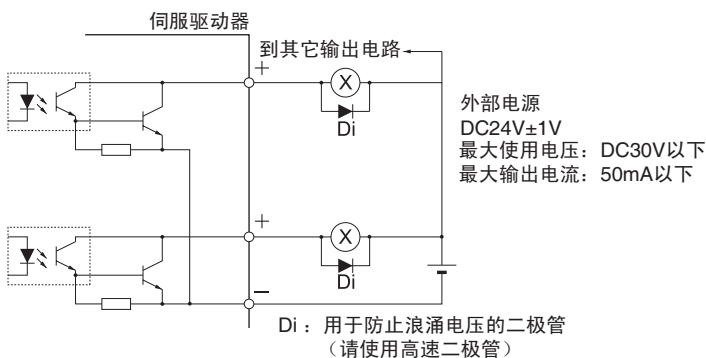 伺服驱动器
到其它输出电路
+
X
Di
外部电源
DC24V±1V
最大使用电压：DC30V以下
最大输出电流：50mA以下
+
X
Di
−
Di ：用于防止浪涌电压的二极管
（请使用高速二极管）